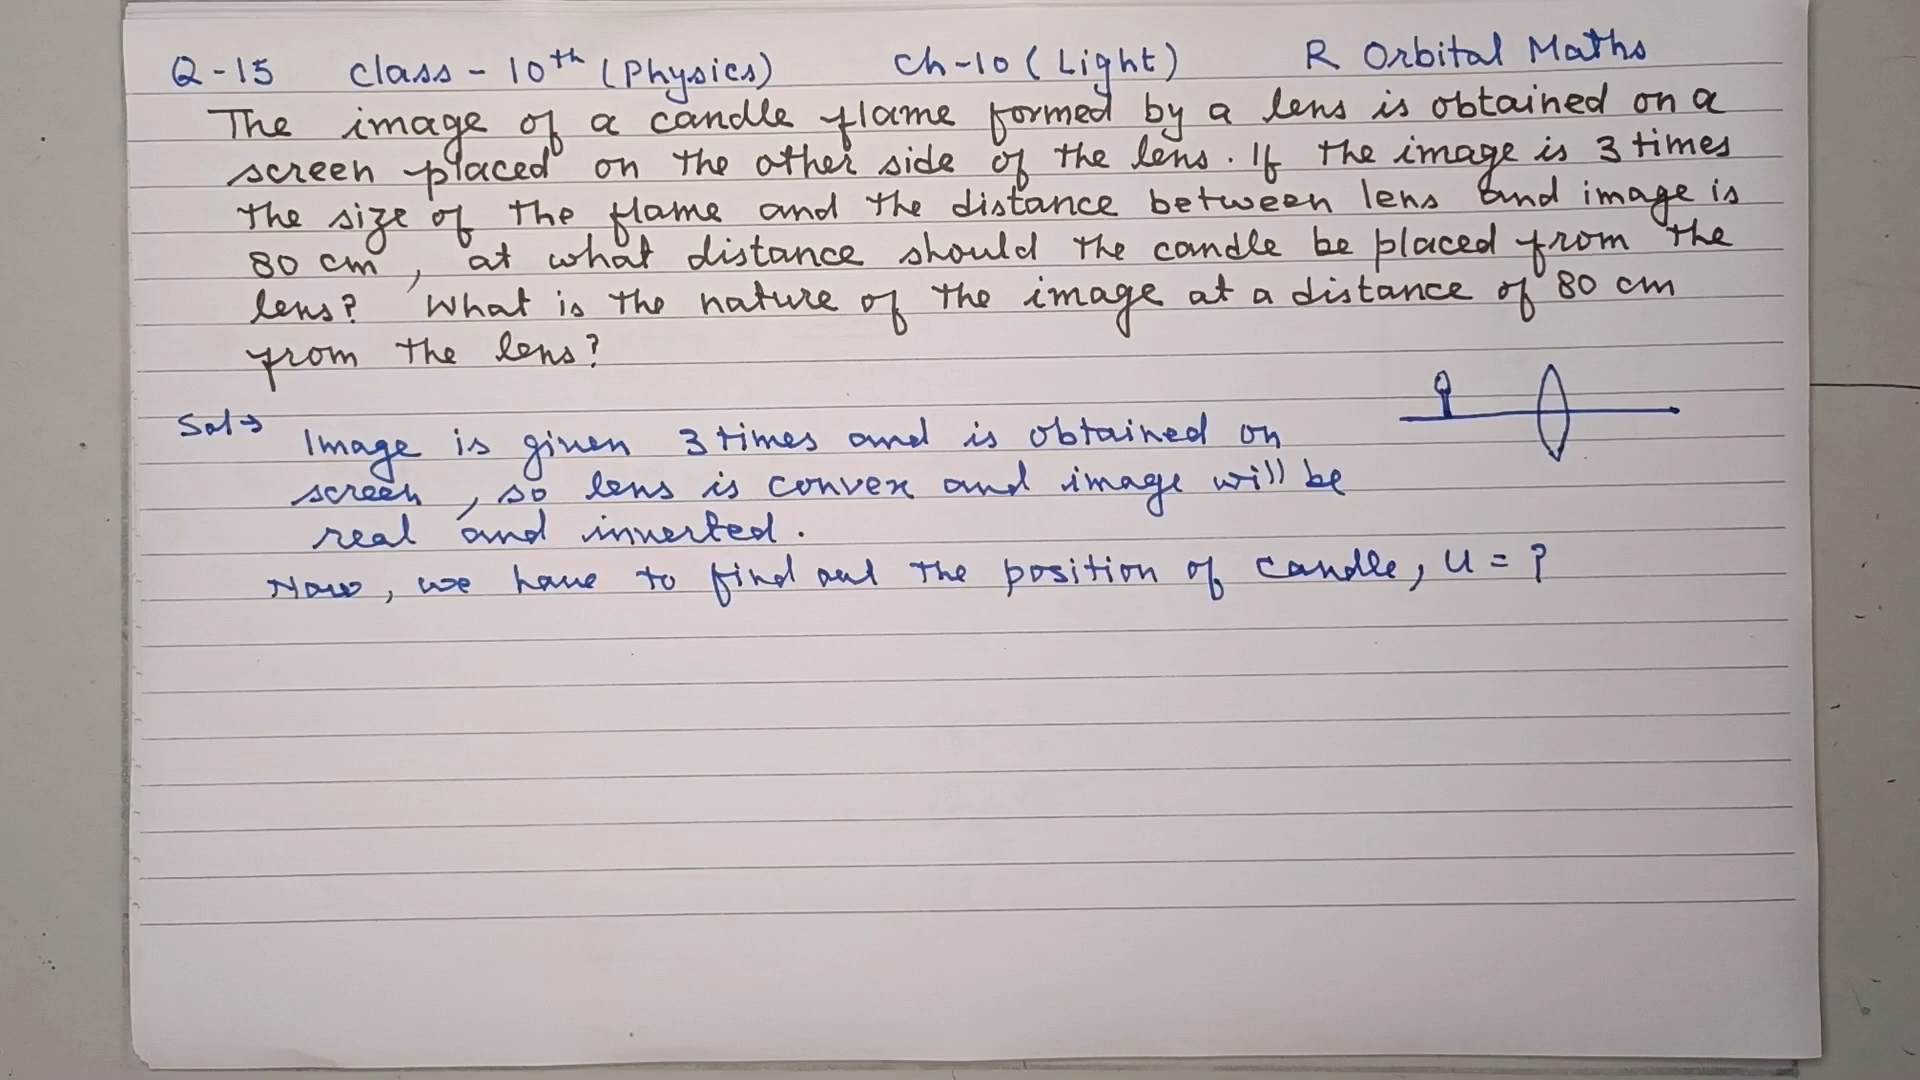 Q-15 Class - 10th (Physics) Ch-10 (Light) R Orbital Maths
The image of a candle flame formed by a lens is obtained on a
screen placed on the other side of the lens. If the image is 3 times
the size of the flame and the distance between lens and image is
80 cm, at what distance should the candle be placed from the
lens? What is the nature of the image at a distance of 80 cm
from the lens?
Sol→ Image is given 3 times and is obtained on
screen, so lens is convex and image will be
real and inverted.
Now, we have to find out the position of candle, u = ?